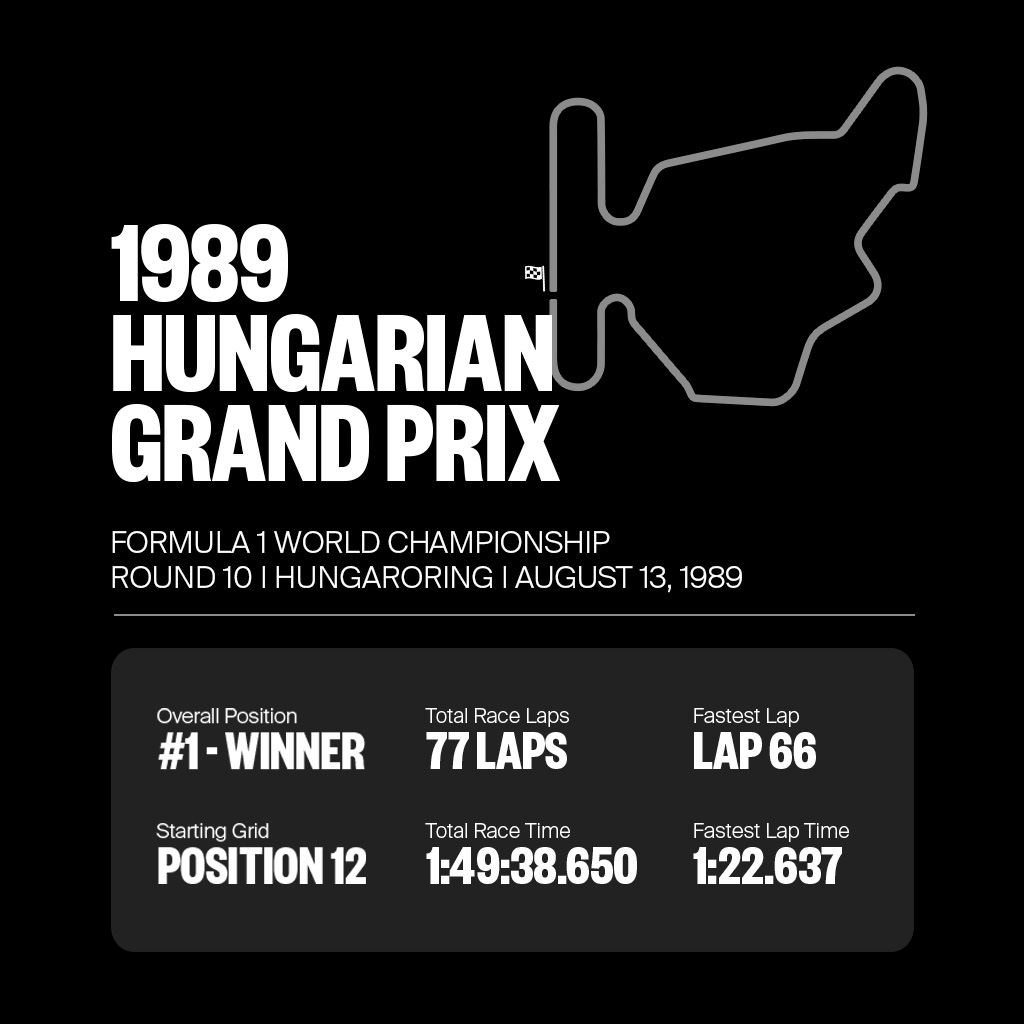 1989
HUNGARIAN
GRAND PRIX
FORMULA 1 WORLD CHAMPIONSHIP
ROUND 10 | HUNGARORING | AUGUST 13, 1989
Overall Position
#1 - WINNER
Total Race Laps
77 LAPS
Fastest Lap
LAP 66
Starting Grid
POSITION 12
Total Race Time
1:49:38.650
Fastest Lap Time
1:22.637